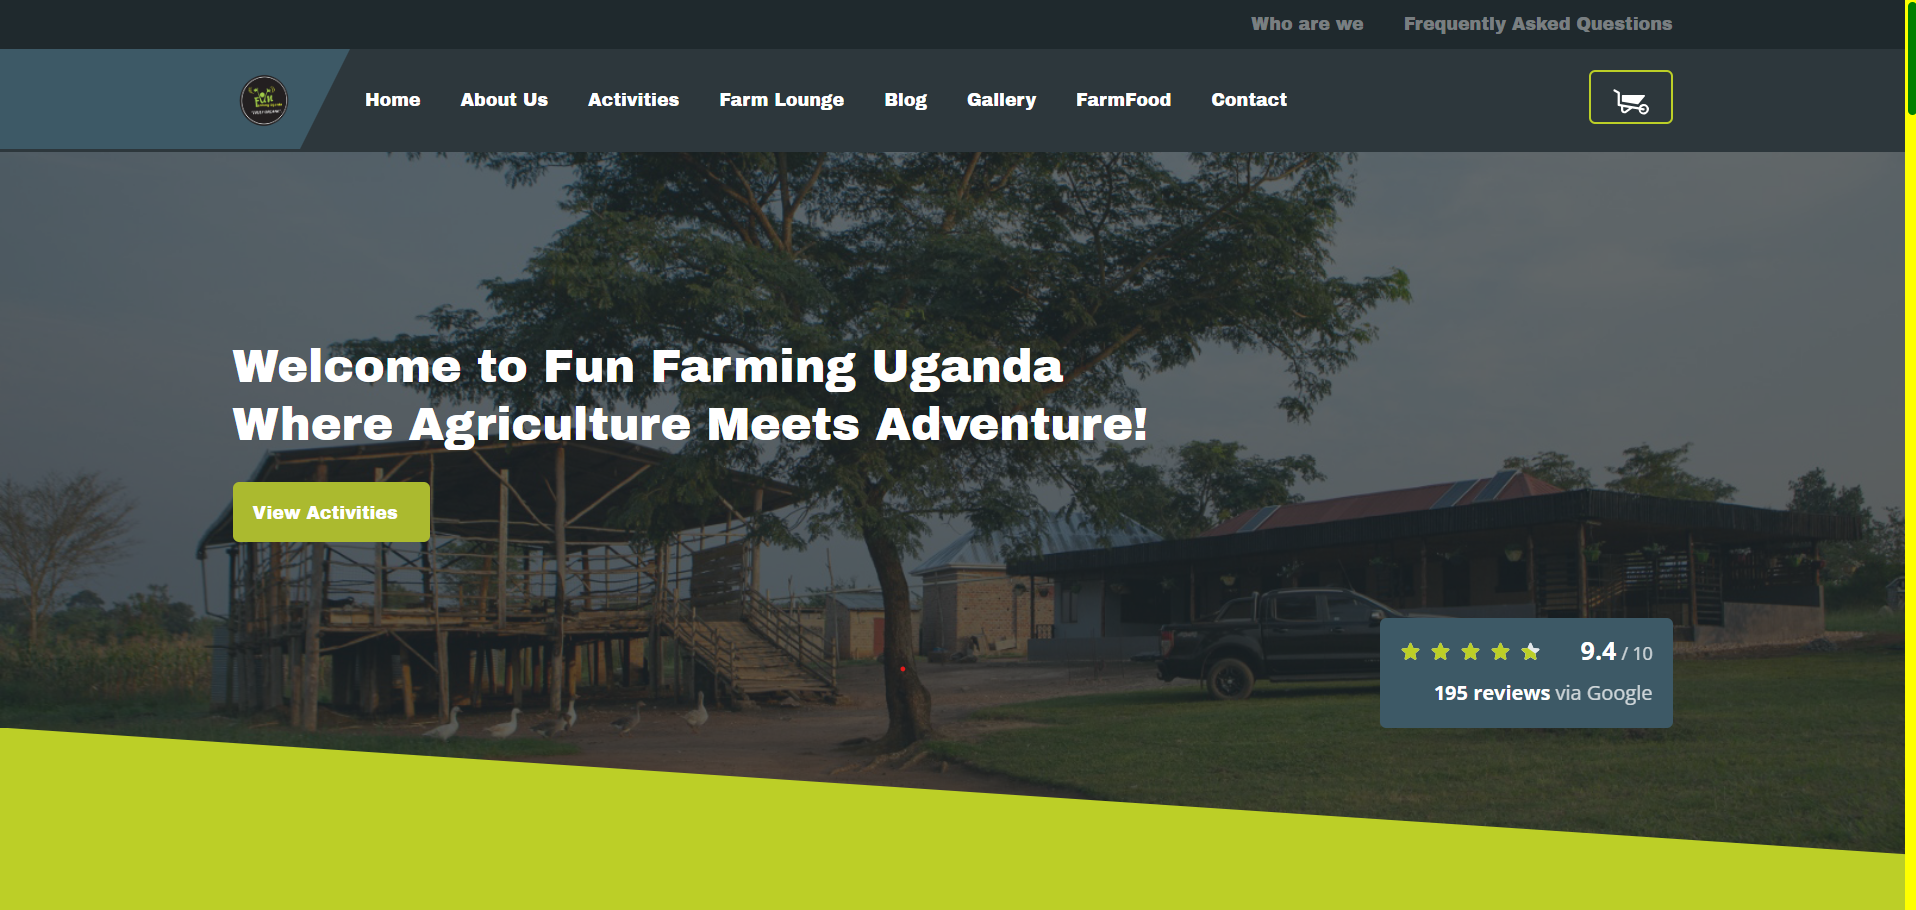 Who are we
Frequently Asked Questions
Fun
Home
About Us
Activities
Farm Lounge
Blog
Gallery
FarmFood
Contact
Welcome to Fun Farming Uganda
Where Agriculture Meets Adventure!
View Activities
9.4 / 10
195 reviews via Google